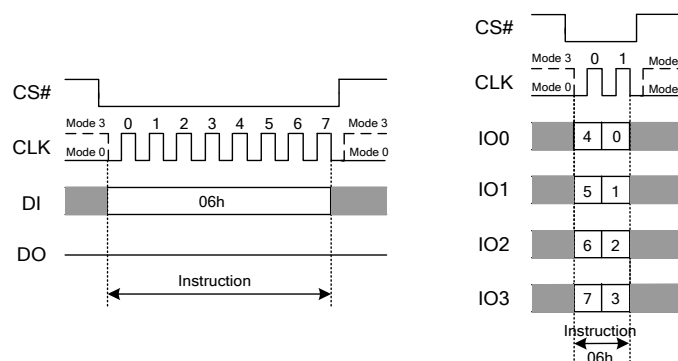 CS#
Mode 3 0 1 2 3 4 5 6 7 Mode 3
CLK Mode 0 Mode 0
DI 06h
DO
Instruction
CS#
Mode 3 0 1 Mode
CLK Mode 0 Mode
IO0 4 0
IO1 5 1
IO2 6 2
IO3 7 3
Instruction
06h